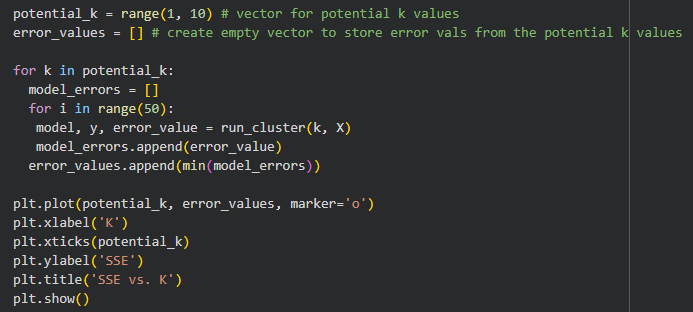 potential_k = range(1, 10) # vector for potential k values
error_values = [] # create empty vector to store error vals from the potential k values
for k in potential_k:
model_errors = []
for i in range(50):
model, y, error_value = run_cluster(k, X)
model_errors.append(error_value)
error_values.append(min(model_errors))
plt.plot(potential_k, error_values, marker='o')
plt.xlabel('K')
plt.xticks(potential_k)
plt.ylabel('SSE')
plt.title('SSE vs. K')
plt.show()